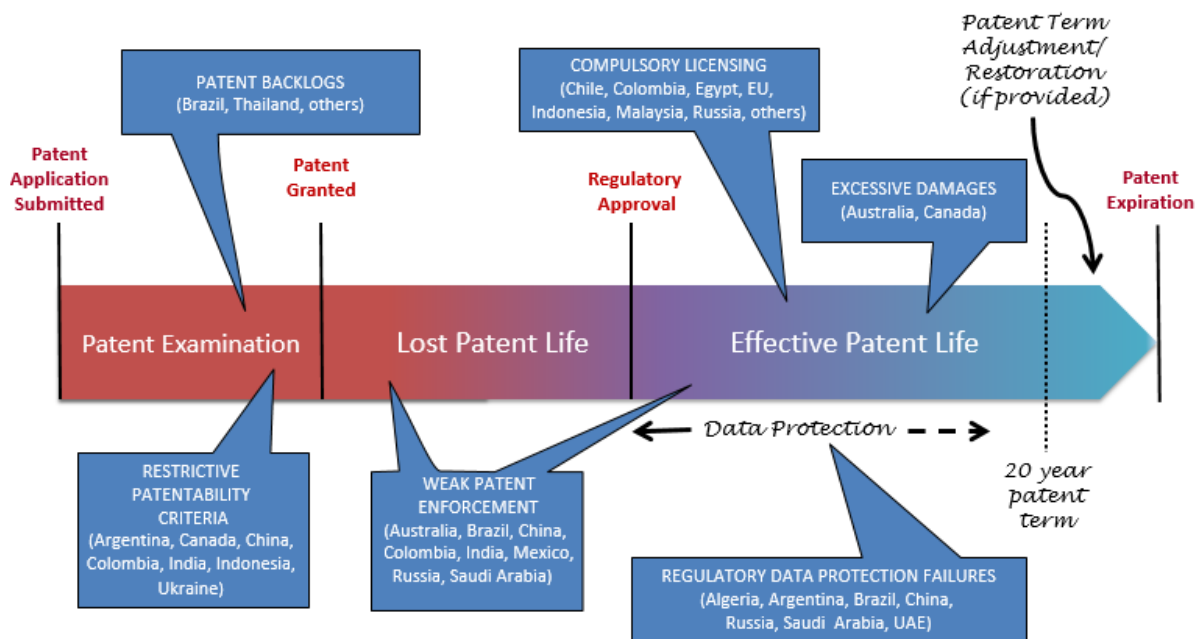 PATENT BACKLOGS
(Brazil, Thailand, others)
COMPULSORY LICENSING
(Chile, Colombia, Egypt, EU,
Indonesia, Malaysia, Russia, others)
Patent Term
Adjustment/
Restoration
(if provided)
Patent
Application
Submitted
Patent
Granted
Regulatory
Approval
EXCESSIVE DAMAGES
(Australia, Canada)
Patent
Expiration
Patent Examination
Lost Patent Life
Effective Patent Life
Data Protection
20 year
patent
term
RESTRICTIVE
PATENTABILITY
CRITERIA
(Argentina, Canada, China,
Colombia, India, Indonesia,
Ukraine)
WEAK PATENT
ENFORCEMENT
(Australia, Brazil, China,
Colombia, India, Mexico,
Russia, Saudi Arabia)
REGULATORY DATA PROTECTION FAILURES
(Algeria, Argentina, Brazil, China,
Russia, Saudi Arabia, UAE)